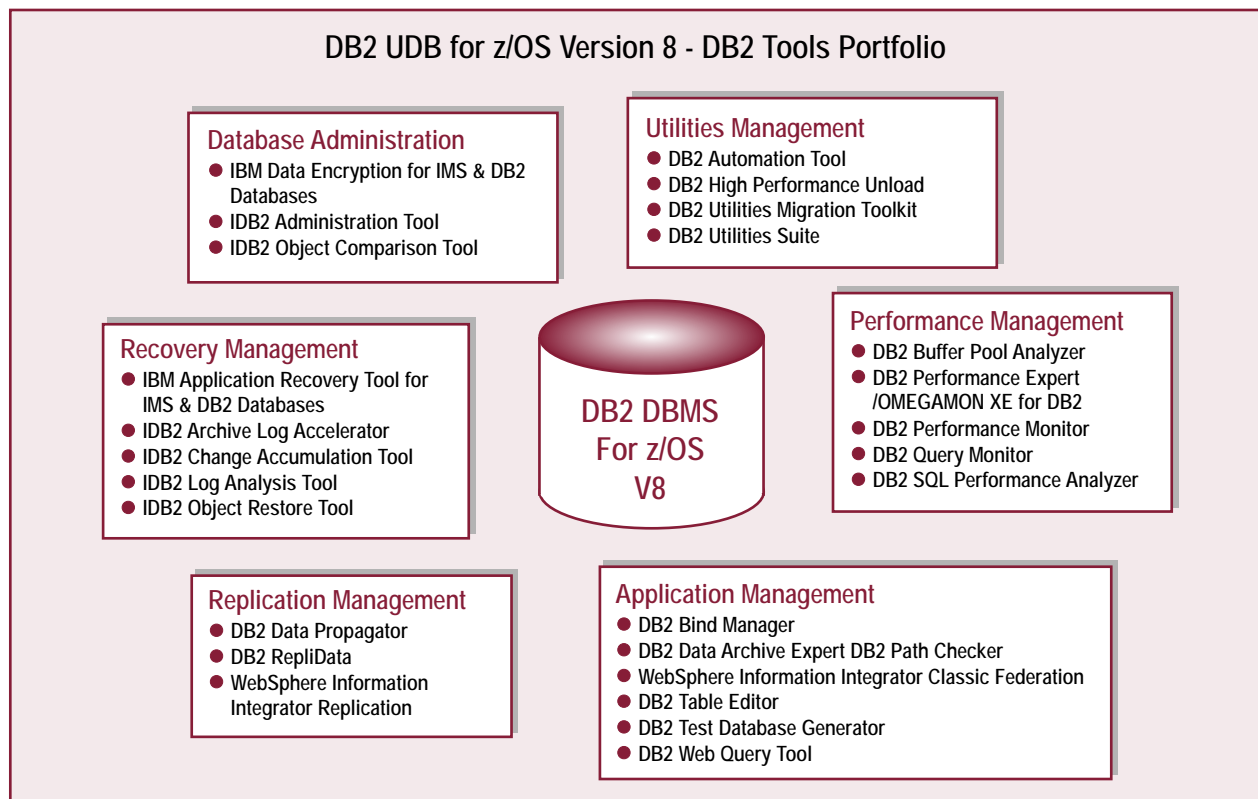 DB2 UDB for z/OS Version 8 - DB2 Tools Portfolio
Database Administration
● IBM Data Encryption for IMS & DB2
Databases
● IDB2 Administration Tool
● IDB2 Object Comparison Tool
Utilities Management
● DB2 Automation Tool
● DB2 High Performance Unload
● DB2 Utilities Migration Toolkit
● DB2 Utilities Suite
Recovery Management
● IBM Application Recovery Tool for
IMS & DB2 Databases
● IDB2 Archive Log Accelerator
● IDB2 Change Accumulation Tool
● IDB2 Log Analysis Tool
● IDB2 Object Restore Tool
DB2 DBMS
For z/OS
V8
Performance Management
● DB2 Buffer Pool Analyzer
● DB2 Performance Expert
/OMEGAMON XE for DB2
● DB2 Performance Monitor
● DB2 Query Monitor
● DB2 SQL Performance Analyzer
Replication Management
● DB2 Data Propagator
● DB2 RepliData
● WebSphere Information
Integrator Replication
Application Management
● DB2 Bind Manager
● DB2 Data Archive Expert DB2 Path Checker
● WebSphere Information Integrator Classic Federation
● DB2 Table Editor
● DB2 Test Database Generator
● DB2 Web Query Tool